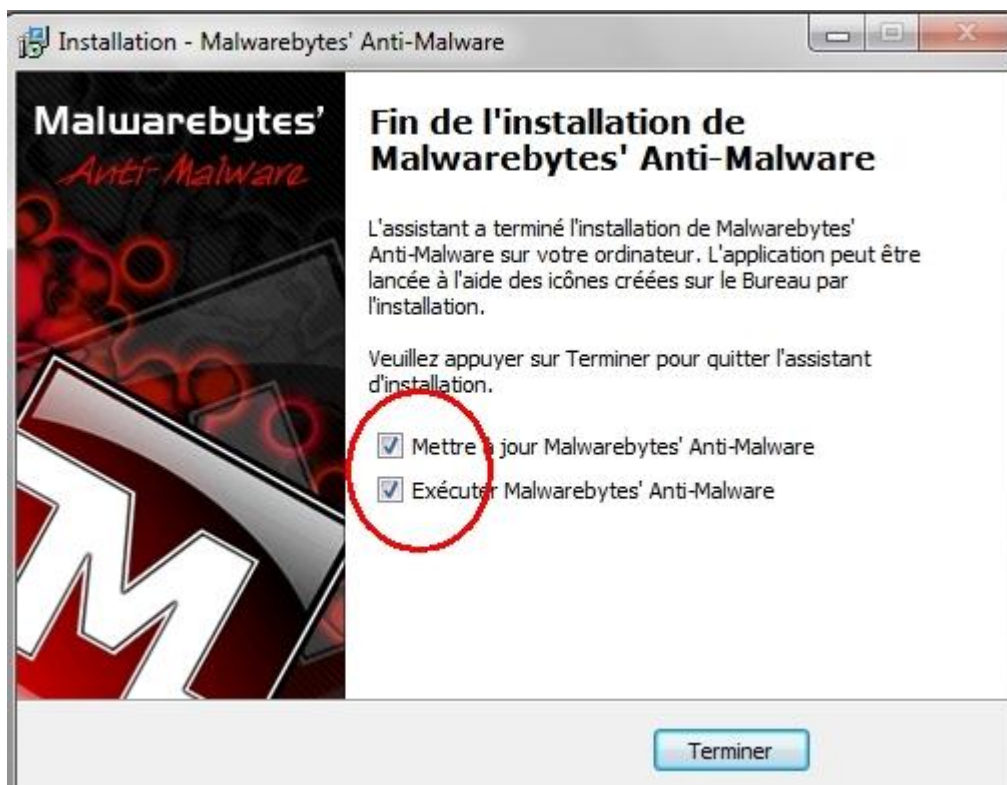 Installation - Malwarebytes' Anti-Malware
Malwarebytes'
Anti-Malware
Fin de l'installation de
Malwarebytes' Anti-Malware
L'assistant a terminé l'installation de Malwarebytes'
Anti-Malware sur votre ordinateur. L'application peut être
lancée à l'aide des icônes créées sur le Bureau par
l'installation.
Veuillez appuyer sur Terminer pour quitter l'assistant
d'installation.
Mettre à jour Malwarebytes' Anti-Malware
Exécuter Malwarebytes' Anti-Malware
M
Terminer